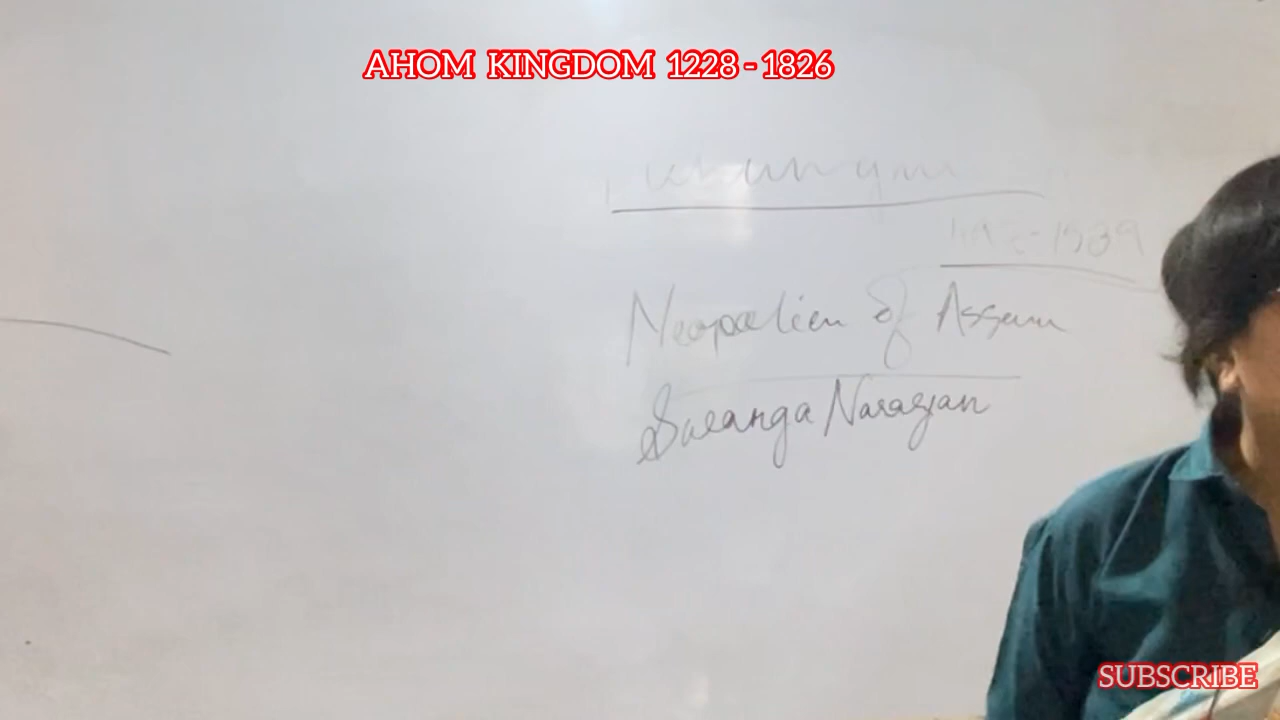 AHOM KINGDOM 1228 - 1826
Neopolien of Assam
Swanga Narayan
SUBSCRIBE